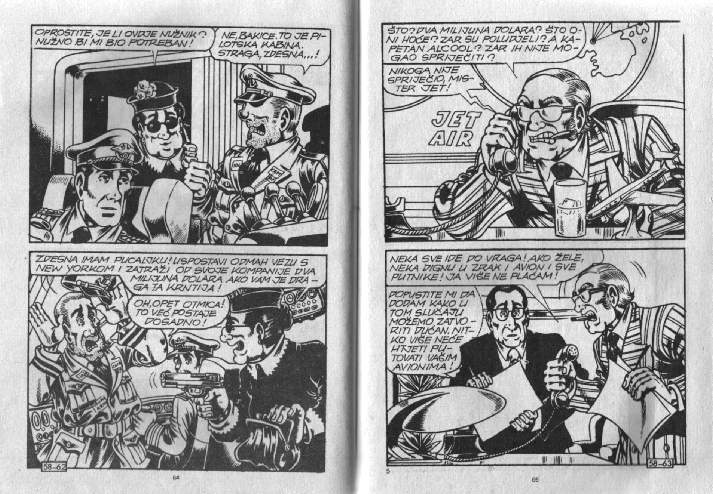 OPROSTITE, JE LI OVDJE NUŽNIK?
NUŽNO BI MI BIO POTREBAN!
NE, BAKICE. TO JE PI-
LOTSKA KABINA.
STRAGA, ZDESNA...!
ZDESNA IMAM PUCALJKU! USPOSTAVI ODMAH VEZU S
NEW YORKOM I ZATRAŽI OD SVOJE KOMPANIJE DVA
MILIJUNA DOLARA AKO VAM JE DRA-
GA TA KRNTIJA!
OH, OPET OTMICA!
TO VEĆ POSTAJE
DOSADNO!
58-62
64
ŠTO? DVA MILIJUNA DOLARA? ŠTO O-
NI HOĆE? ZAR SU POLUDJELI? A KA-
PETAN ALCOOL? ZAR IH NIJE MO-
GAO SPRIJEČITI?
NIKOGA NIJE
SPRIJEČIO, MIS-
TER JET!
JET
AIR
NEKA SVE IDE DO VRAGA! AKO ŽELE,
NEKA DIGNU U ZRAK I AVION I SVE
PUTNIKE! JA VIŠE NE PLAĆAM!
DOPUSTITE MI DA
DODAM KAKO U
TOM SLUČAJU
MOŽEMO ZATVO-
RITI DUĆAN. NIT-
KO VIŠE NEĆE
HTJETI PU-
TOVATI VAŠIM
AVIONIMA!
58-63
5
65